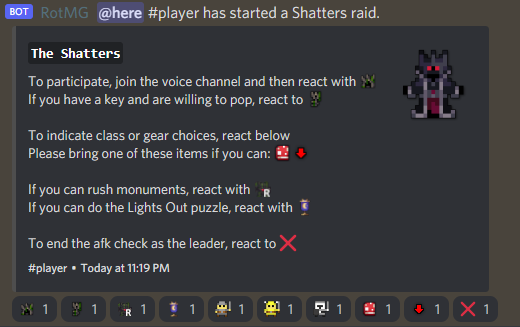 BOT RotMG @here #player has started a Shatters raid.
The Shatters
To participate, join the voice channel and then react with
If you have a key and are willing to pop, react to
To indicate class or gear choices, react below
Please bring one of these items if you can:
If you can rush monuments, react with R
If you can do the Lights Out puzzle, react with
To end the afk check as the leader, react to
#player • Today at 11:19 PM
1 1 R 1 1 1 1 1 1 1 1